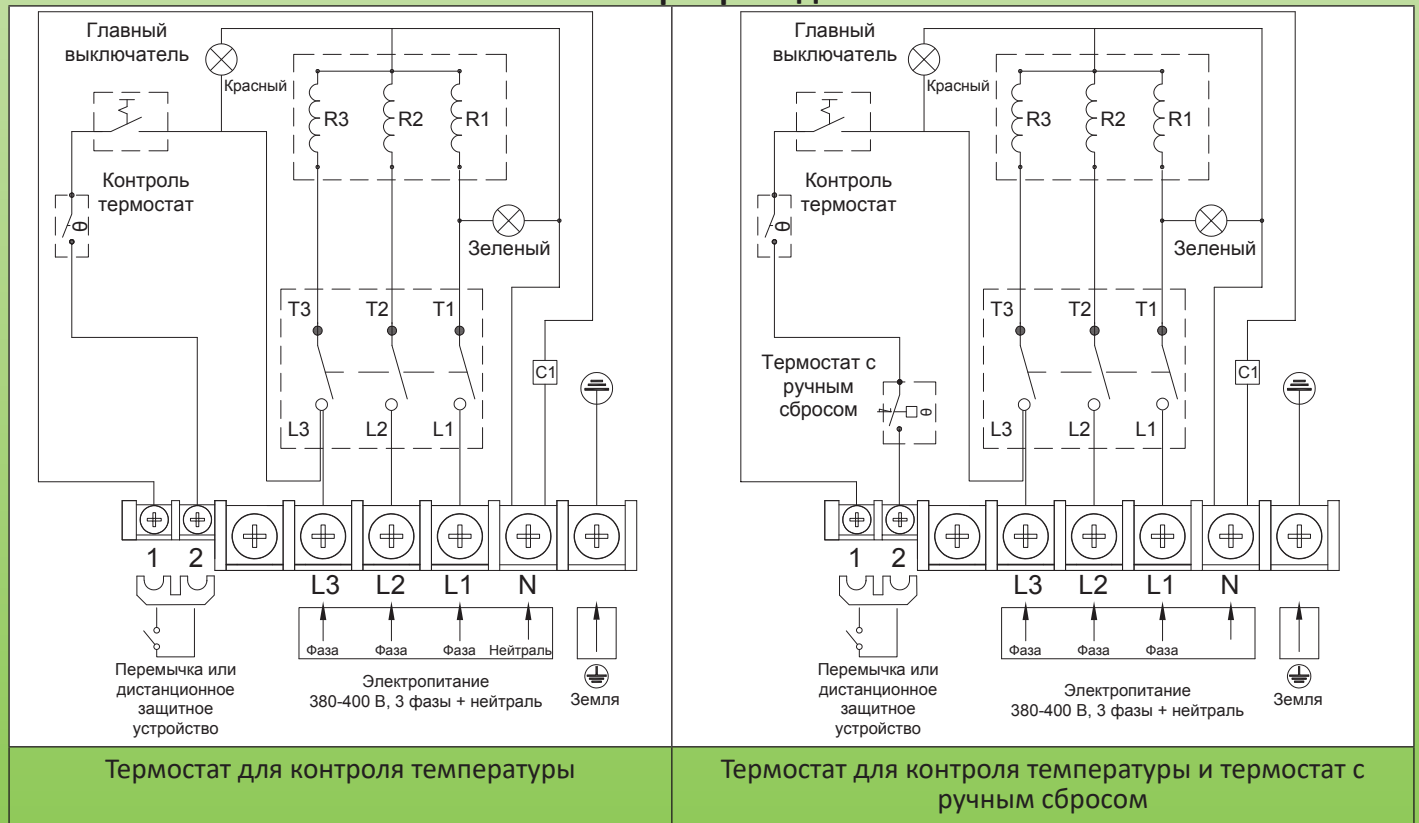 Главный
выключатель
Красный
R3 R2 R1
Контроль
термостат
θ
Зеленый
T3 T2 T1
C1
L3 L2 L1
1 2
L3 L2 L1 N
Фаза Фаза Фаза Нейтраль
Перемычка или
дистанционное
защитное
устройство
Электропитание
380-400 В, 3 фазы + нейтраль
Земля
Термостат для контроля температуры
Главный
выключатель
Красный
R3 R2 R1
Контроль
термостат
θ
Зеленый
T3 T2 T1
Термостат с
ручным
сбросом
θ
C1
L3 L2 L1
1 2
L3 L2 L1 N
Фаза Фаза Фаза
Перемычка или
дистанционное
защитное
устройство
Электропитание
380-400 В, 3 фазы + нейтраль
Земля
Термостат для контроля температуры и термостат с
ручным сбросом